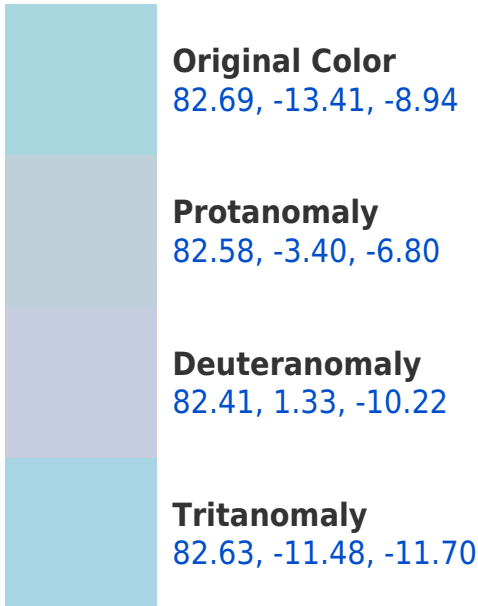 Original Color
82.69, -13.41, -8.94
Protanomaly
82.58, -3.40, -6.80
Deuteranomaly
82.41, 1.33, -10.22
Tritanomaly
82.63, -11.48, -11.70